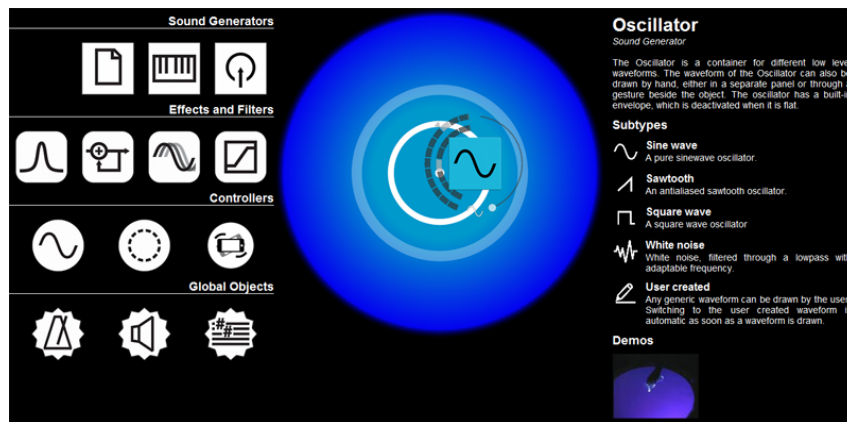 Sound Generators
Effects and Filters
Controllers
Global Objects
Oscillator
Sound Generator
The Oscillator is a container for different low leve
waveforms. The waveform of the Oscillator can also be
drawn by hand, either in a separate panel or through
gesture beside the object. The oscillator has a built-in
envelope, which is deactivated when it is flat.
Subtypes
Sine wave
A pure sinewave oscillator.
Sawtooth
An antialiased sawtooth oscillator.
Square wave
A square wave oscillator
White noise
White noise, filtered through a lowpass with
adaptable frequency.
User created
Any generic waveform can be drawn by the user
Switching to the user created waveform i
automatic as soon as a waveform is drawn.
Demos